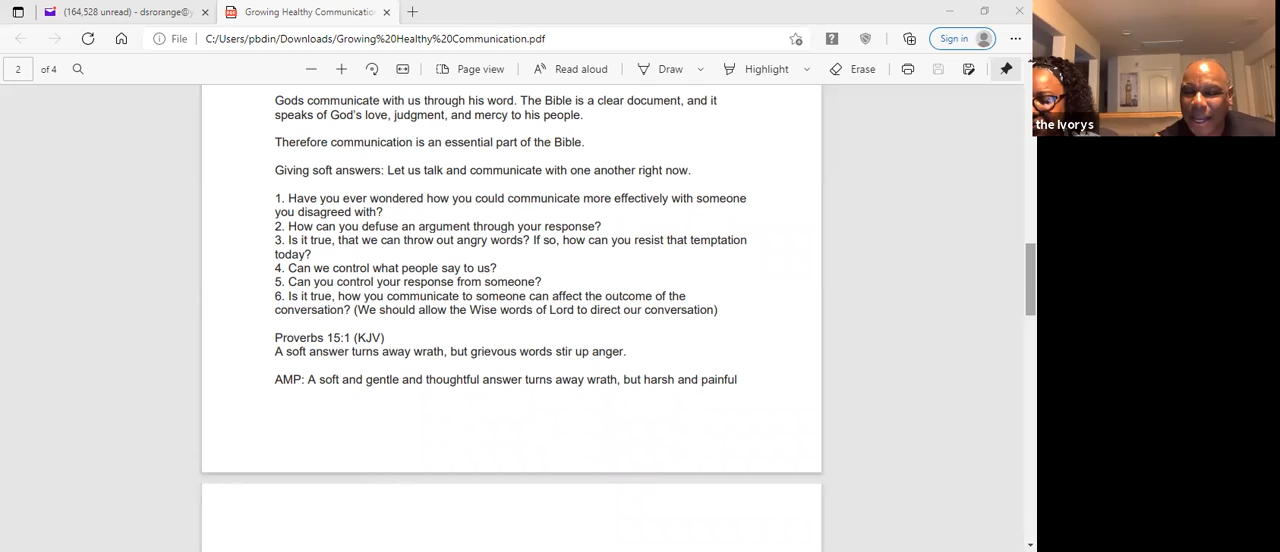 (164,528 unread) - dsrorange@y
Growing Healthy Communicatio
File
C:/Users/pbdin/Downloads/Growing%20Healthy%20Communication.pdf
Sign in
2 of 4
Page view
Read aloud
Draw
Highlight
Erase
Gods communicate with us through his word. The Bible is a clear document, and it
speaks of God's love, judgment, and mercy to his people.
Therefore communication is an essential part of the Bible.
Giving soft answers: Let us talk and communicate with one another right now.
1. Have you ever wondered how you could communicate more effectively with someone
you disagreed with?
2. How can you defuse an argument through your response?
3. Is it true, that we can throw out angry words? If so, how can you resist that temptation
today?
4. Can we control what people say to us?
5. Can you control your response from someone?
6. Is it true, how you communicate to someone can affect the outcome of the
conversation? (We should allow the Wise words of Lord to direct our conversation)
Proverbs 15:1 (KJV)
A soft answer turns away wrath, but grievous words stir up anger.
AMP: A soft and gentle and thoughtful answer turns away wrath, but harsh and painful
the Ivorys